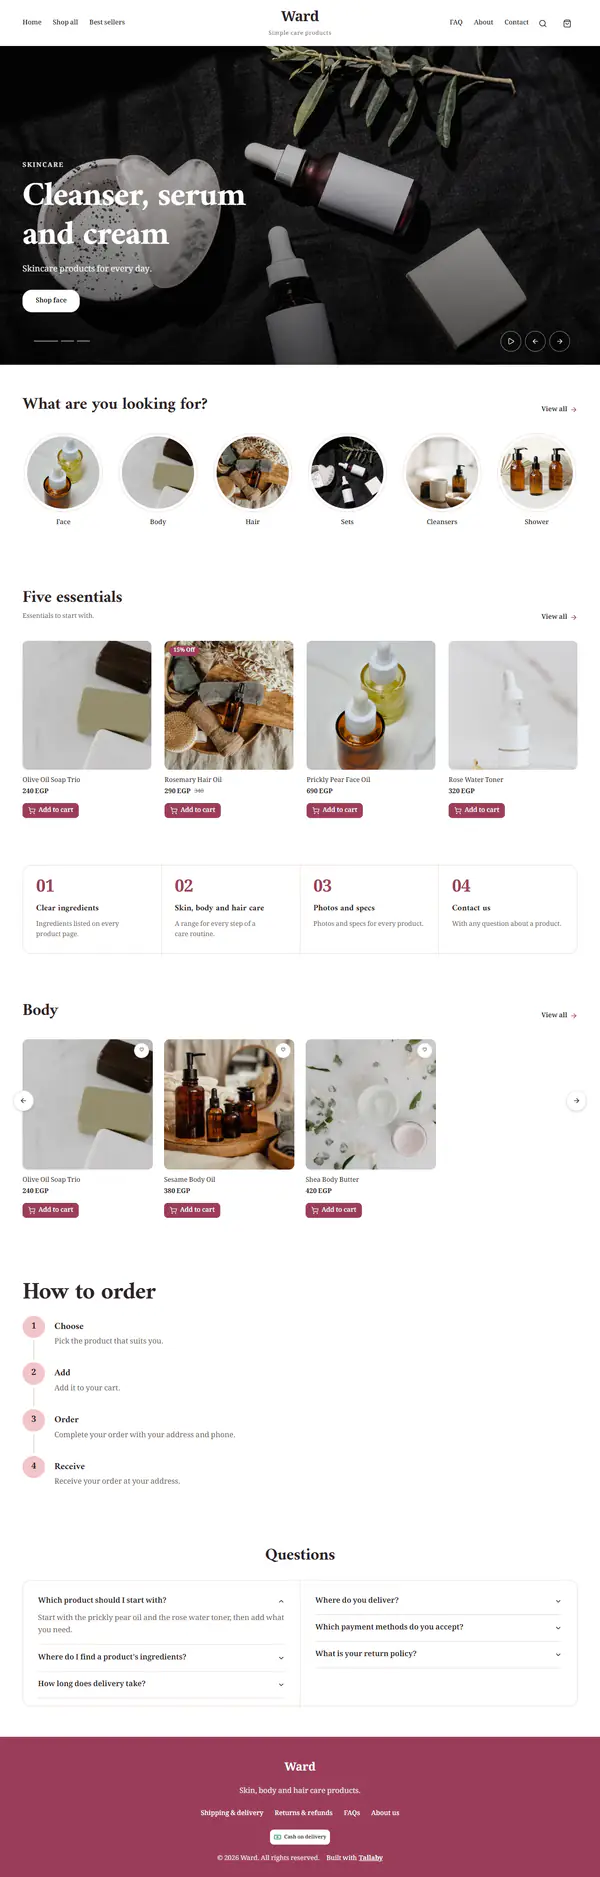 Home Shop all Best sellers
Ward
Simple care products
FAQ About Contact
SKINCARE
Cleanser, serum
and cream
Skincare products for every day.
Shop face
What are you looking for?
View all
Face
Body
Hair
Sets
Cleansers
Shower
Five essentials
Essentials to start with.
View all
15% Off
Olive Oil Soap Trio
240 EGP
Add to cart
Rosemary Hair Oil
290 EGP 340
Add to cart
Prickly Pear Face Oil
690 EGP
Add to cart
Rose Water Toner
320 EGP
Add to cart
01
Clear ingredients
Ingredients listed on every
product page.
02
Skin, body and hair care
A range for every step of a
care routine.
03
Photos and specs
Photos and specs for every product.
04
Contact us
With any question about a product.
Body
View all
Olive Oil Soap Trio
240 EGP
Add to cart
Sesame Body Oil
380 EGP
Add to cart
Shea Body Butter
420 EGP
Add to cart
How to order
1
Choose
Pick the product that suits you.
2
Add
Add it to your cart.
3
Order
Complete your order with your address and phone.
4
Receive
Receive your order at your address.
Questions
Which product should I start with?
Start with the prickly pear oil and the rose water toner, then add what
you need.
Where do I find a product's ingredients?
How long does delivery take?
Where do you deliver?
Which payment methods do you accept?
What is your return policy?
Ward
Skin, body and hair care products.
Shipping & delivery Returns & refunds FAQs About us
Cash on delivery
© 2026 Ward. All rights reserved. Built with Tallaby